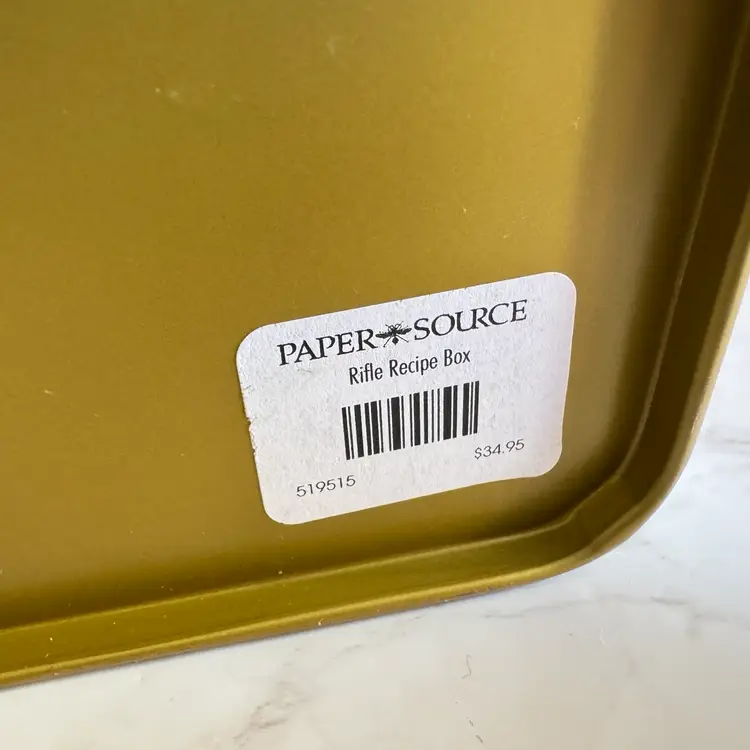 PAPER SOURCE
Rifle Recipe Box
$34.95
519515